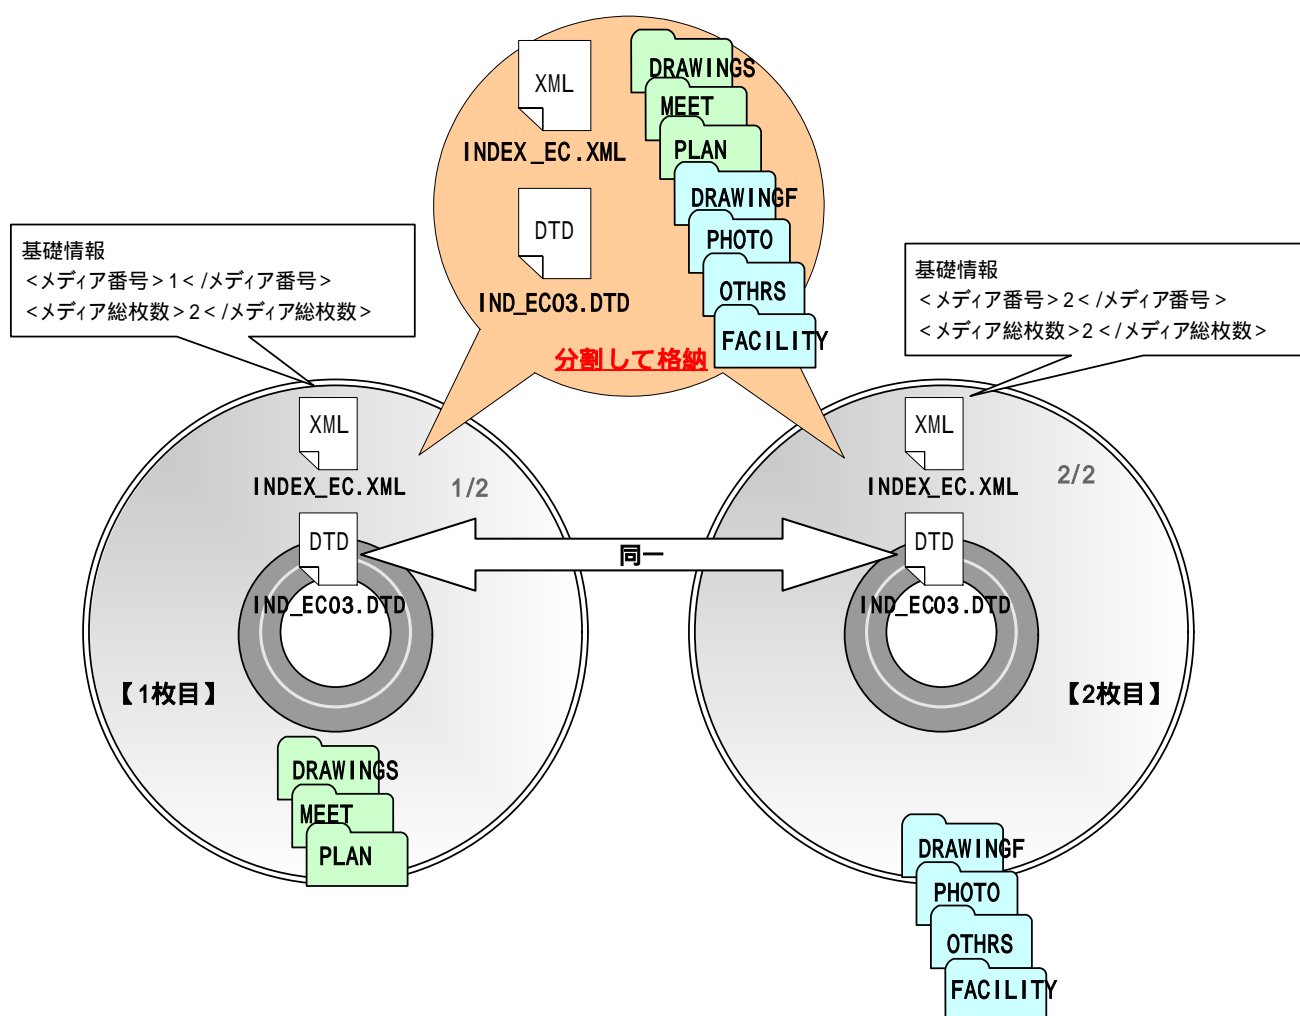 XML
INDEX_EC.XML
DTD
IND_EC03.DTD
DRAWINGS
MEET
PLAN
DRAWINGF
PHOTO
OTHRS
FACILITY
分割して格納
基礎情報
<メディア番号>1</メディア番号>
<メディア総枚数>2</メディア総枚数>
基礎情報
<メディア番号>2</メディア番号>
<メディア総枚数>2</メディア総枚数>
XML
INDEX_EC.XML
1/2
DTD
IND_EC03.DTD
【1枚目】
DRAWINGS
MEET
PLAN
同一
XML
INDEX_EC.XML
2/2
DTD
IND_EC03.DTD
【2枚目】
DRAWINGF
PHOTO
OTHRS
FACILITY